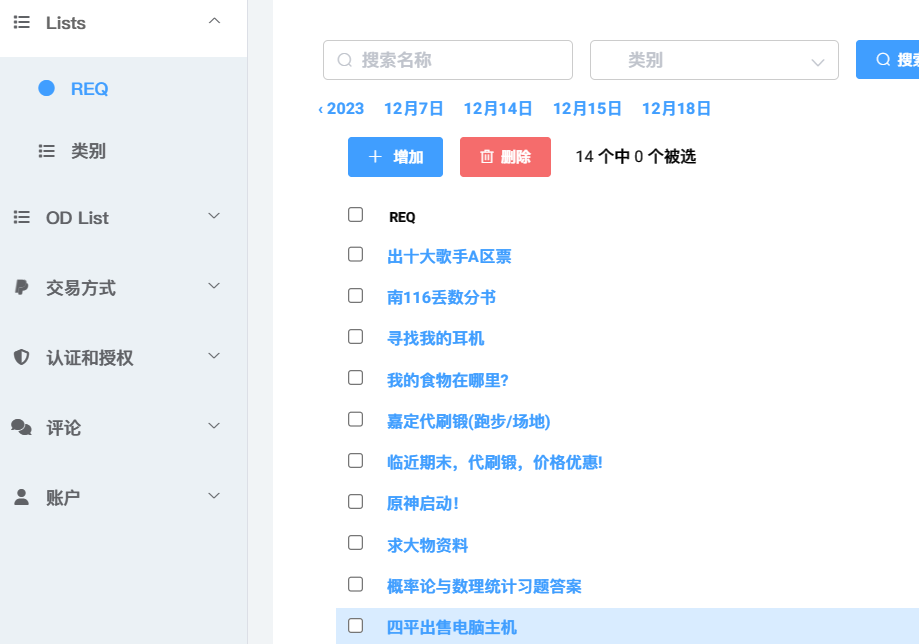 Lists
REQ
类别
OD List
交易方式
认证和授权
评论
账户
搜索名称
类别
搜索
‹ 2023 12月7日 12月14日 12月15日 12月18日
增加
删除
14 个中 0 个被选
REQ
出十大歌手A区票
南116丢数分书
寻找我的耳机
我的食物在哪里?
嘉定代刷锻(跑步/场地)
临近期末，代刷锻，价格优惠!
原神启动！
求大物资料
概率论与数理统计习题答案
四平出售电脑主机